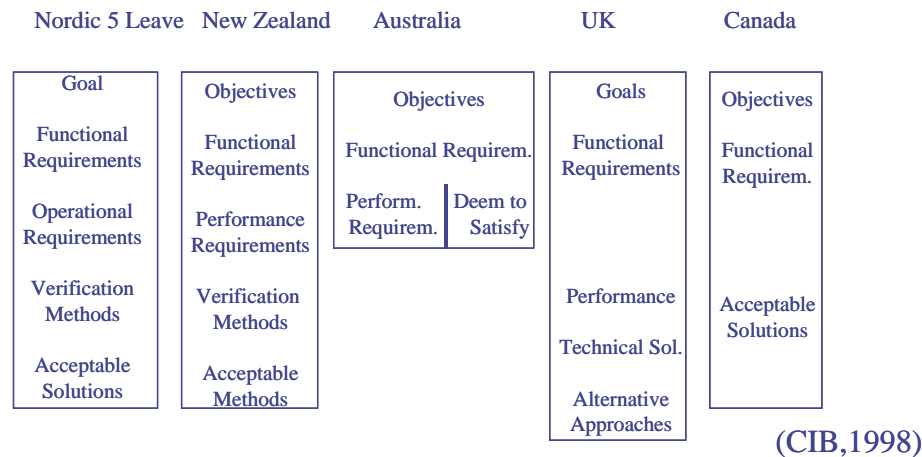 Nordic 5 Leave New Zealand Australia UK Canada
Goal
Functional
Requirements
Operational
Requirements
Verification
Methods
Acceptable
Solutions
Objectives
Functional
Requirements
Performance
Requirements
Verification
Methods
Acceptable
Methods
Objectives
Functional Requirem.
Perform.
Requirem.
Deem to
Satisfy
Goals
Functional
Requirements
Performance
Technical Sol.
Alternative
Approaches
Objectives
Functional
Requirem.
Acceptable
Solutions
(CIB,1998)